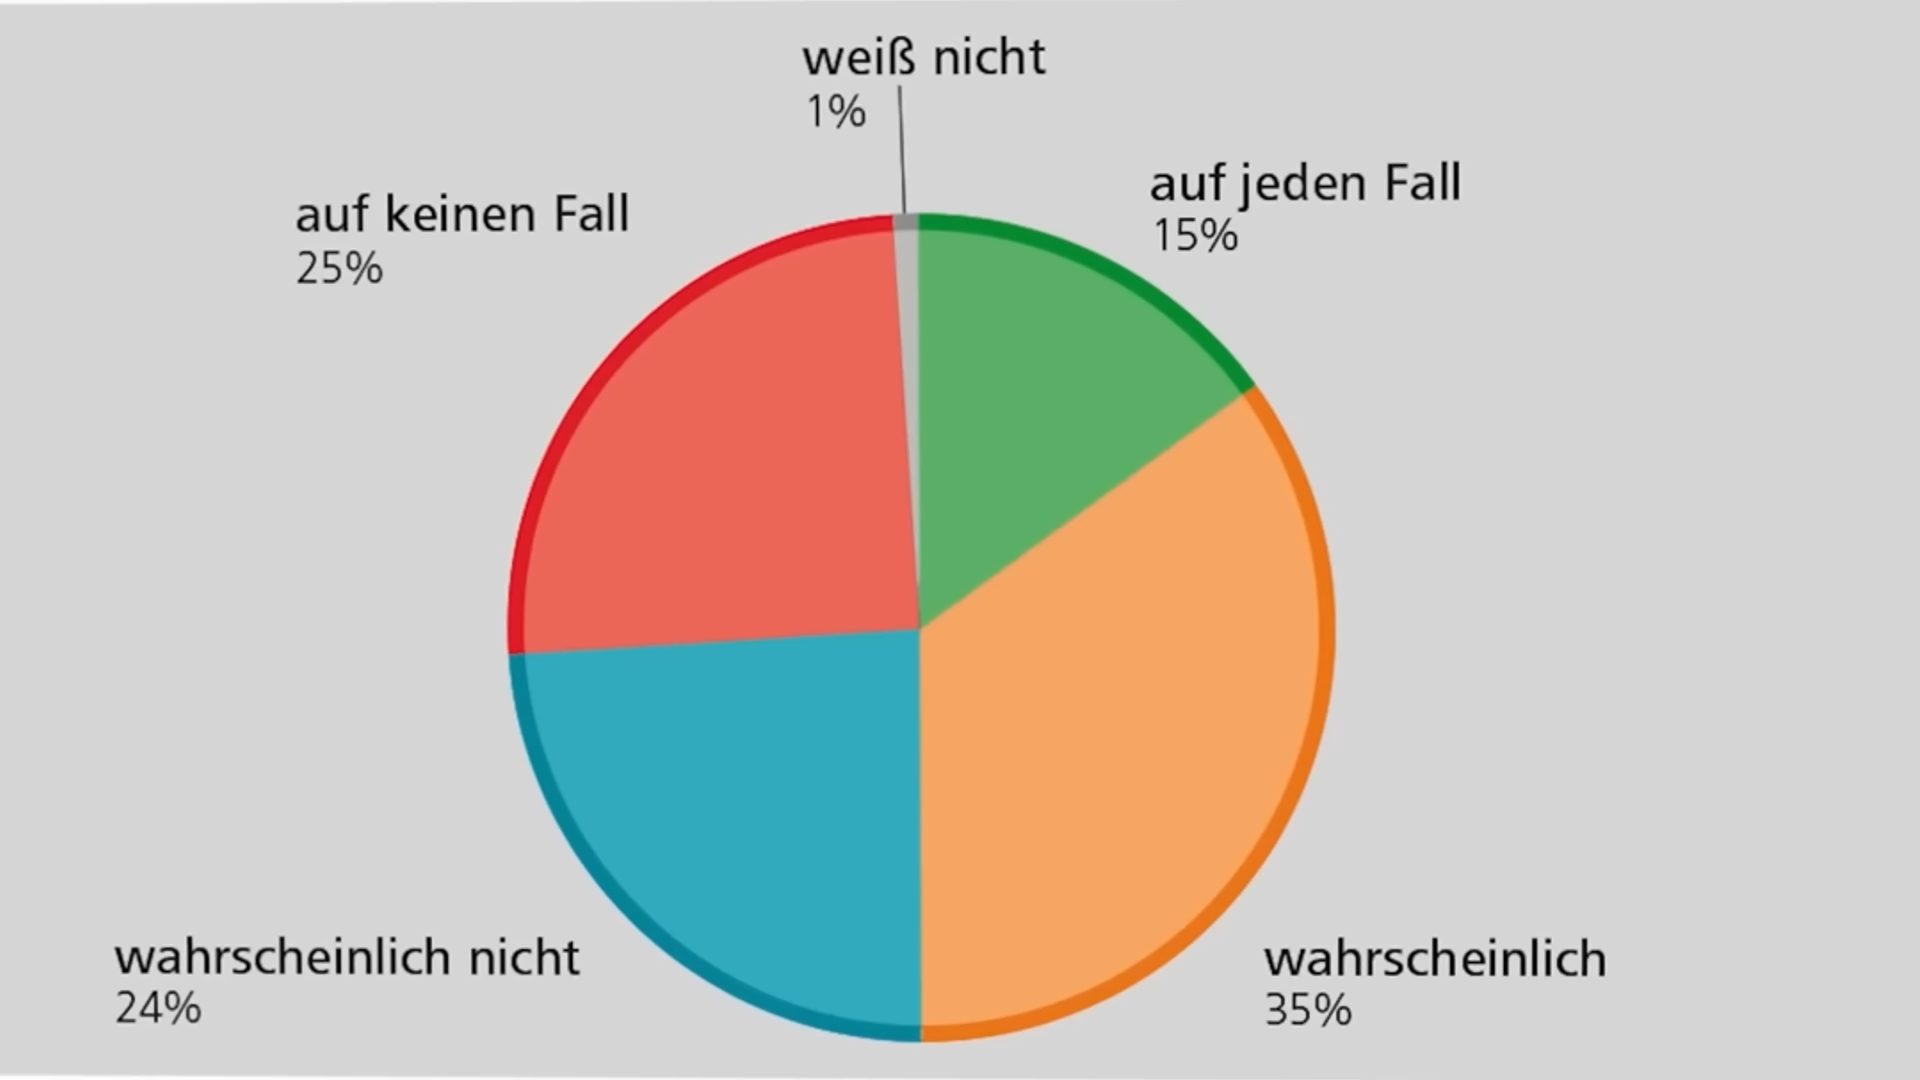 weiß nicht
1%
auf jeden Fall
15%
auf keinen Fall
25%
wahrscheinlich nicht
24%
wahrscheinlich
35%